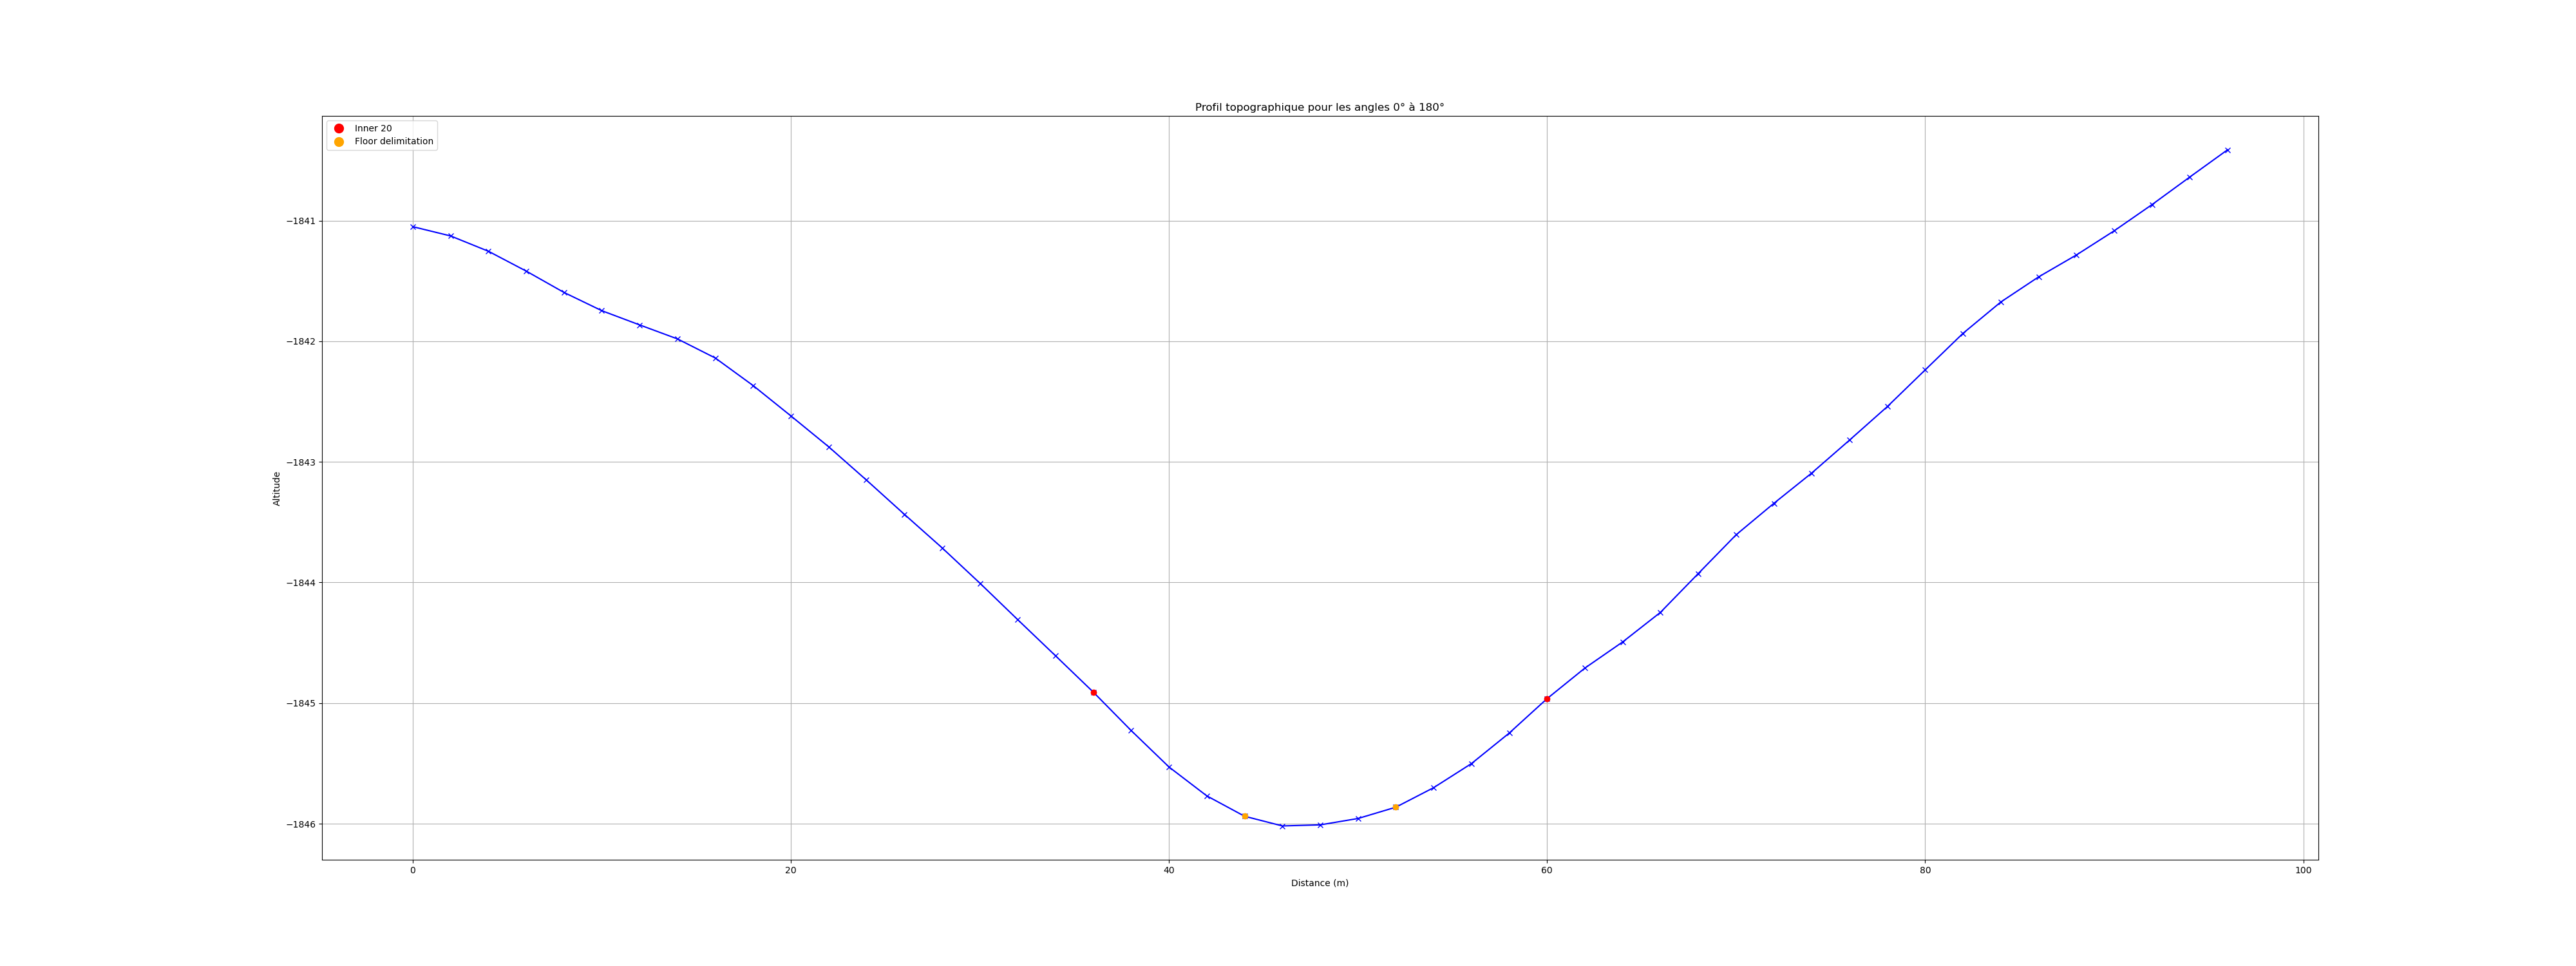 Profil topographique pour les angles 0° à 180°
Inner 20
Floor delimitation
−1841
−1842
−1843
−1844
−1845
−1846
Altitude
0 20 40 60 80 100
Distance (m)